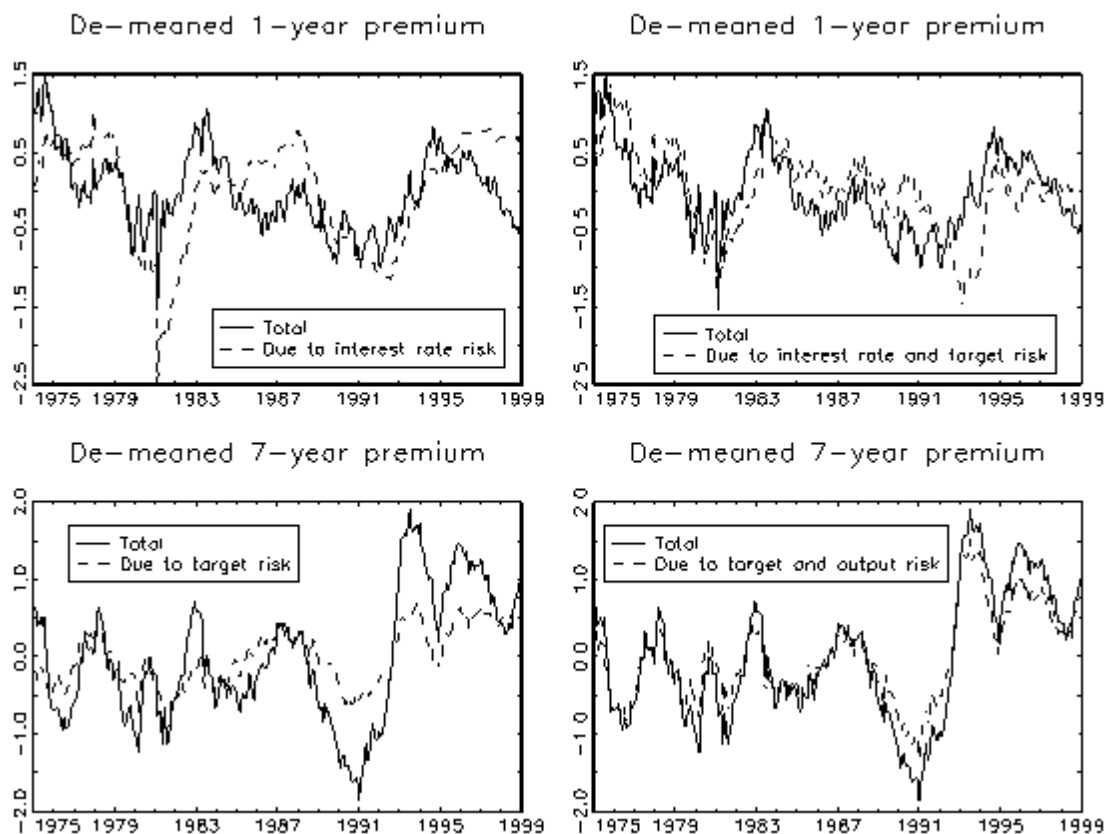 De-meaned 1-year premium
1.5
0.5
-0.5
-1.5
-2.5
Total
Due to interest rate risk
1975 1979 1983 1987 1991 1995 1999
De-meaned 1-year premium
1.5
0.5
-0.5
-1.5
-2.5
Total
Due to interest rate and target risk
1975 1979 1983 1987 1991 1995 1999
De-meaned 7-year premium
2.0
1.0
0.0
-1.0
-2.0
Total
Due to target risk
1975 1979 1983 1987 1991 1995 1999
De-meaned 7-year premium
2.0
1.0
0.0
-1.0
-2.0
Total
Due to target and output risk
1975 1979 1983 1987 1991 1995 1999